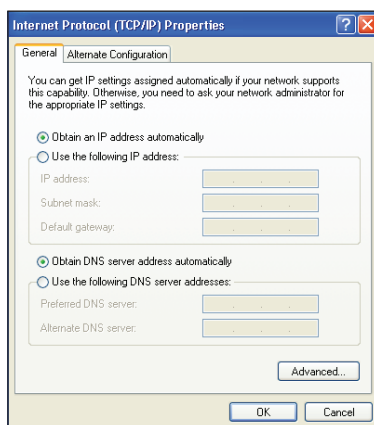 Internet Protocol (TCP/IP) Properties
General
Alternate Configuration
You can get IP settings assigned automatically if your network supports
this capability. Otherwise, you need to ask your network administrator for
the appropriate IP settings.
Obtain an IP address automatically
Use the following IP address:
IP address:
Subnet mask:
Default gateway:
Obtain DNS server address automatically
Use the following DNS server addresses:
Preferred DNS server:
Alternate DNS server:
Advanced...
OK
Cancel